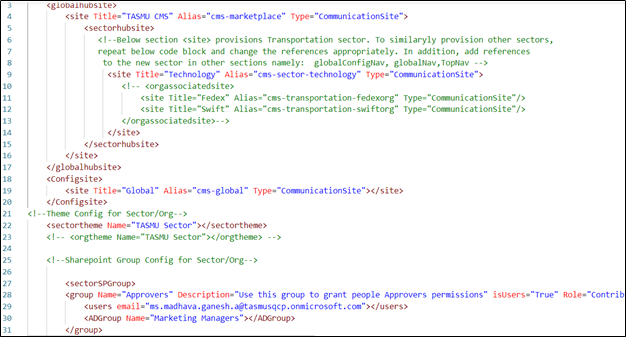 3 <globalhubsite>
4 <site Title="TASMU CMS" Alias="cms-marketplace" Type="CommunicationSite">
5 <sectorhubsite>
6 <!--Below section <site> provisions Transportation sector. To similaryly provision other sectors,
7 repeat below code block and change the references appropriately. In addition, add references
8 to the new sector in other sections namely:  globalConfigNav, globalNav,TopNav -->
9 <site Title="Technology" Alias="cms-sector-technology" Type="CommunicationSite">
10 <!-- <orgassociatedsite>
11 <site Title="Fedex" Alias="cms-transportation-fedexorg" Type="CommunicationSite"/>
12 <site Title="Swift" Alias="cms-transportation-swiftorg" Type="CommunicationSite"/>
13 </orgassociatedsite>-->
14 </site>
15 </sectorhubsite>
16 </site>
17 </globalhubsite>
18 <Configsite>
19 <site Title="Global" Alias="cms-global" Type="CommunicationSite"></site>
20 </Configsite>
21 <!--Theme Config for Sector/Org-->
22 <sectortheme Name="TASMU Sector"></sectortheme>
23 <!-- <orgtheme Name="TASMU Sector"></orgtheme> -->
24
25 <!--Sharepoint Group Config for Sector/Org-->
26
27 <sectorSPGroup>
28 <group Name="Approvers" Description="Use this group to grant people Approvers permissions" isUsers="True" Role="Contrib
29 <users email="ms.madhava.ganesh.a@tasmusqcp.onmicrosoft.com"></users>
30 <ADGroup Name="Marketing Managers"></ADGroup>
31 </group>